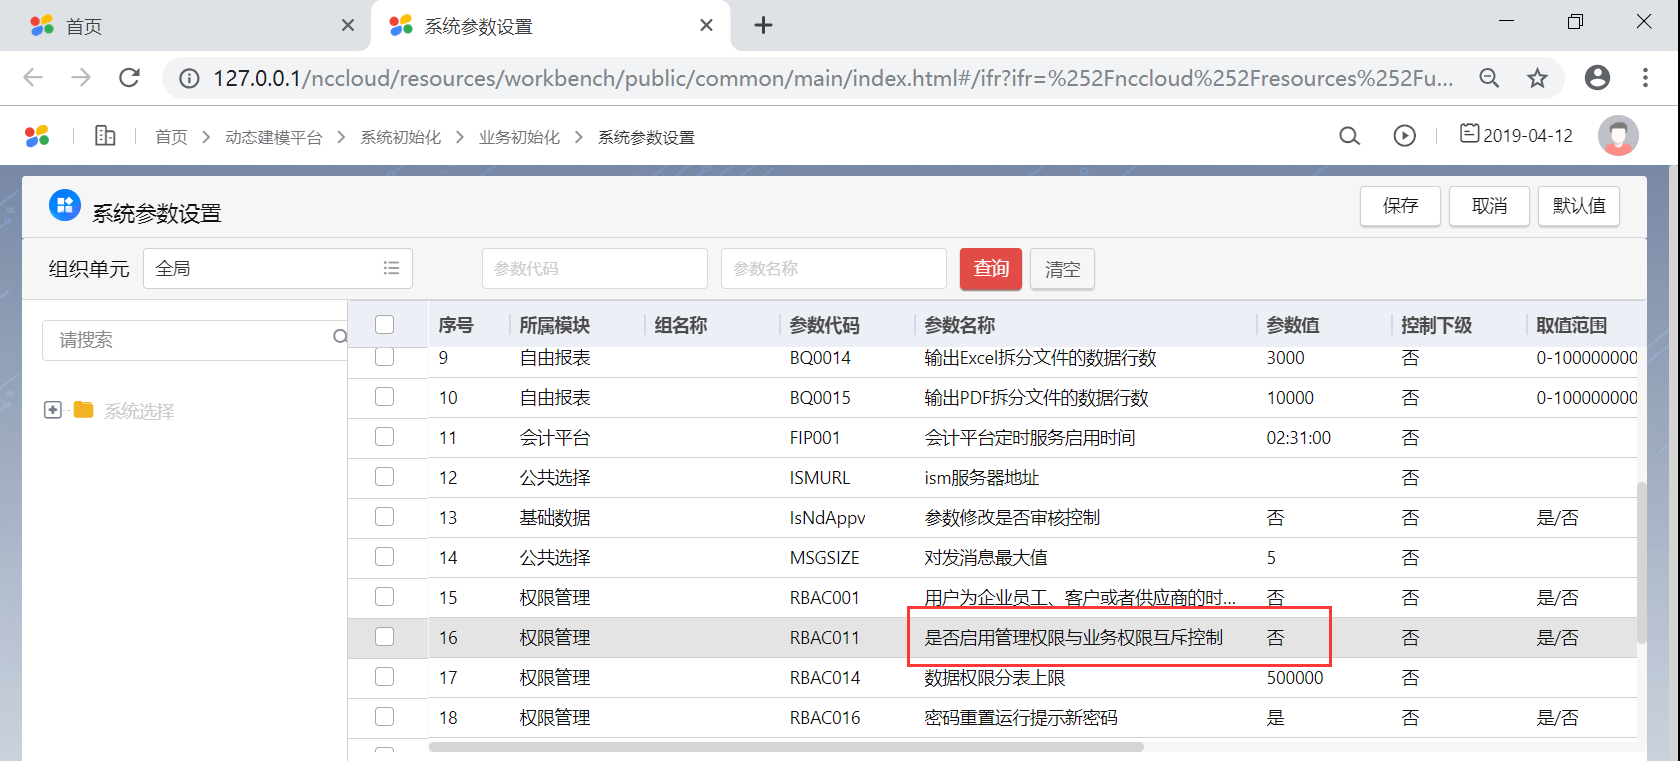 首页
系统参数设置
127.0.0.1/nccloud/resources/workbench/public/common/main/index.html#/ifr?ifr=%252Fnccloud%252Fresources%252Fu...
首页 > 动态建模平台 > 系统初始化 > 业务初始化 > 系统参数设置
2019-04-12
系统参数设置
保存 取消 默认值
组织单元 全局 参数代码 参数名称 查询 清空
请搜索
系统选择
序号 所属模块 组名称 参数代码 参数名称 参数值 控制下级 取值范围
9 自由报表 BQ0014 输出Excel拆分文件的数据行数 3000 否 0-100000000
10 自由报表 BQ0015 输出PDF拆分文件的数据行数 10000 否 0-100000000
11 会计平台 FIP001 会计平台定时服务启用时间 02:31:00 否
12 公共选择 ISMURL ism服务器地址 否
13 基础数据 IsNdAppv 参数修改是否审核控制 否 否 是/否
14 公共选择 MSGSIZE 对发消息最大值 5 否
15 权限管理 RBAC001 用户为企业员工、客户或者供应商的时... 否 否 是/否
16 权限管理 RBAC011 是否启用管理权限与业务权限互斥控制 否 否 是/否
17 权限管理 RBAC014 数据权限分表上限 500000 否
18 权限管理 RBAC016 密码重置运行提示新密码 是 否 是/否